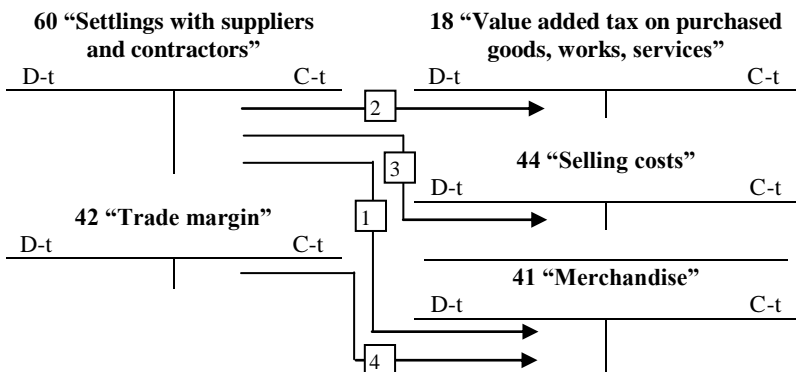 60 “Settlings with suppliers
and contractors”
D-t C-t
18 “Value added tax on purchased
goods, works, services”
D-t C-t
2
3
44 “Selling costs”
D-t C-t
1
42 “Trade margin”
D-t C-t
41 “Merchandise”
D-t C-t
4